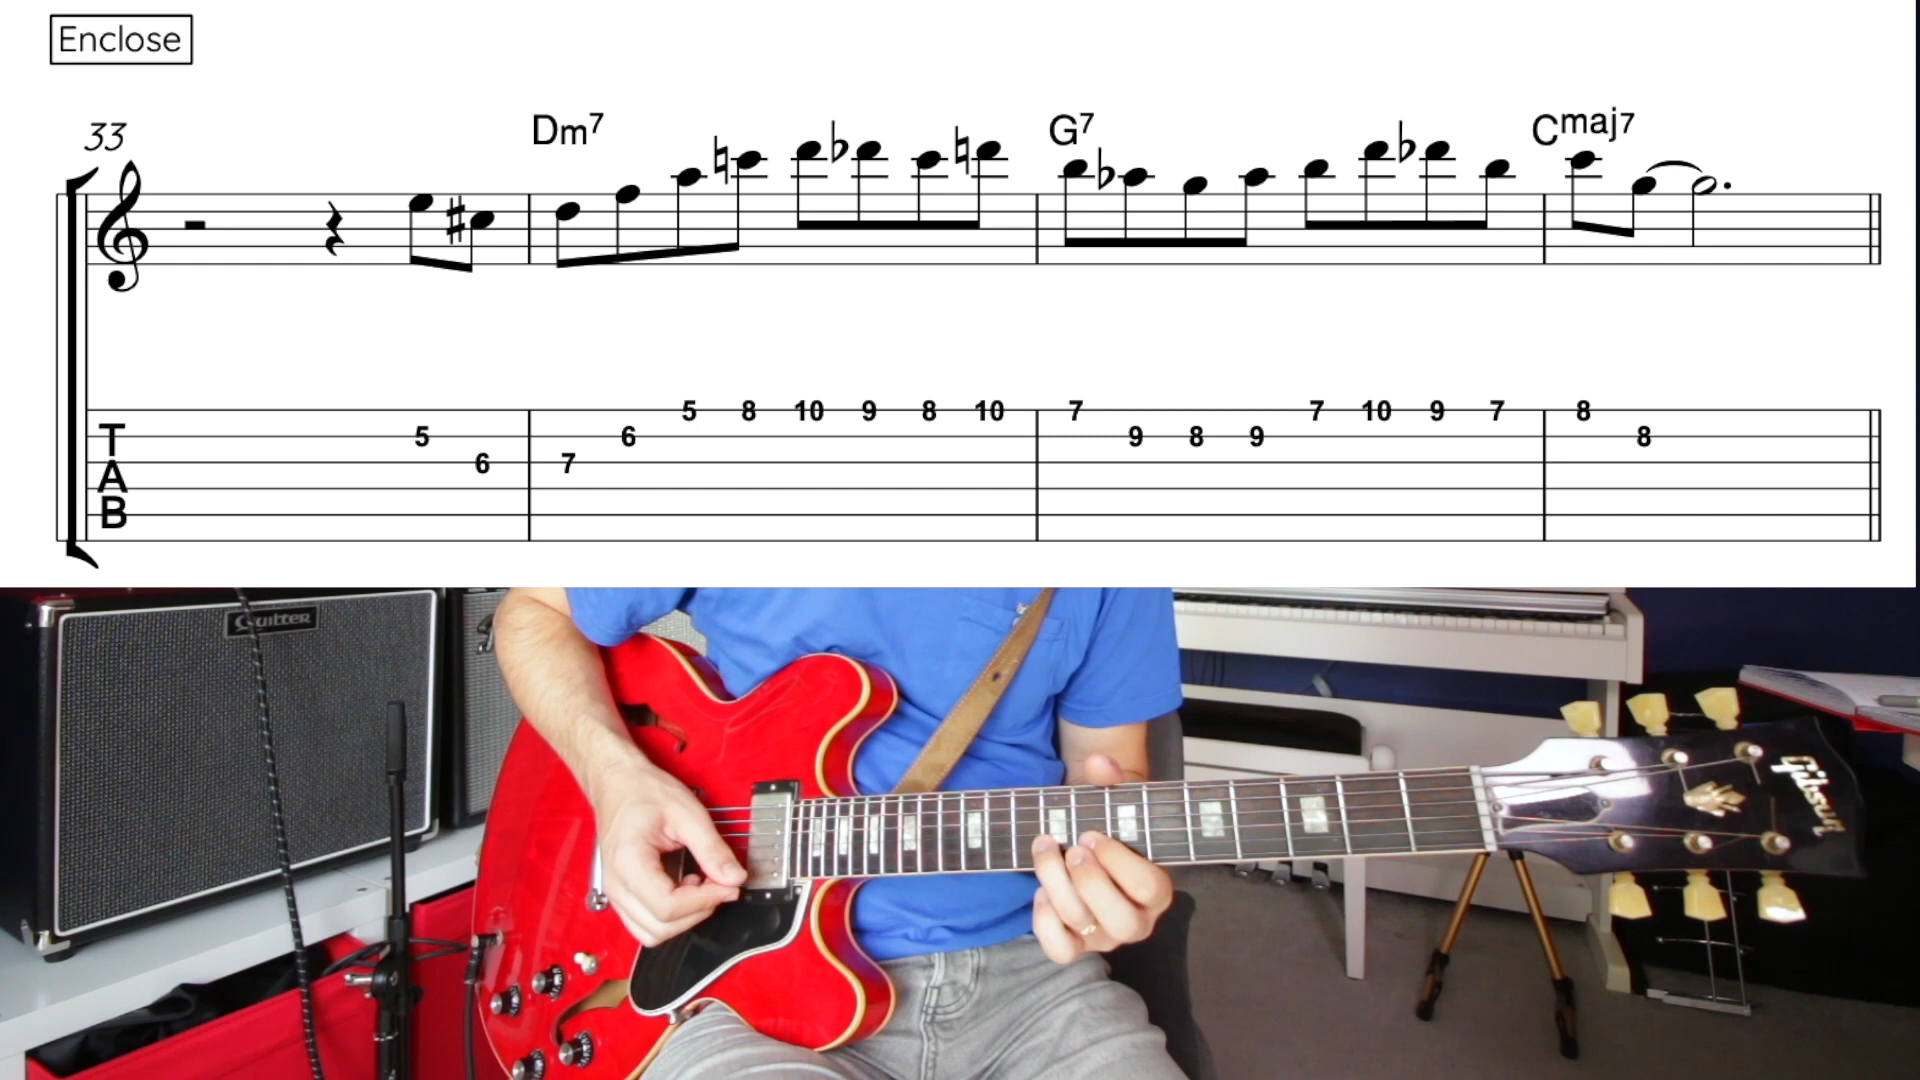 Enclose
33
Dm7
G7
Cmaj7
5 8 10 9 8 10 7 7 10 9 7 8
5 6 9 8 9 8
6 7
T
A
B
Quilter
Gibson